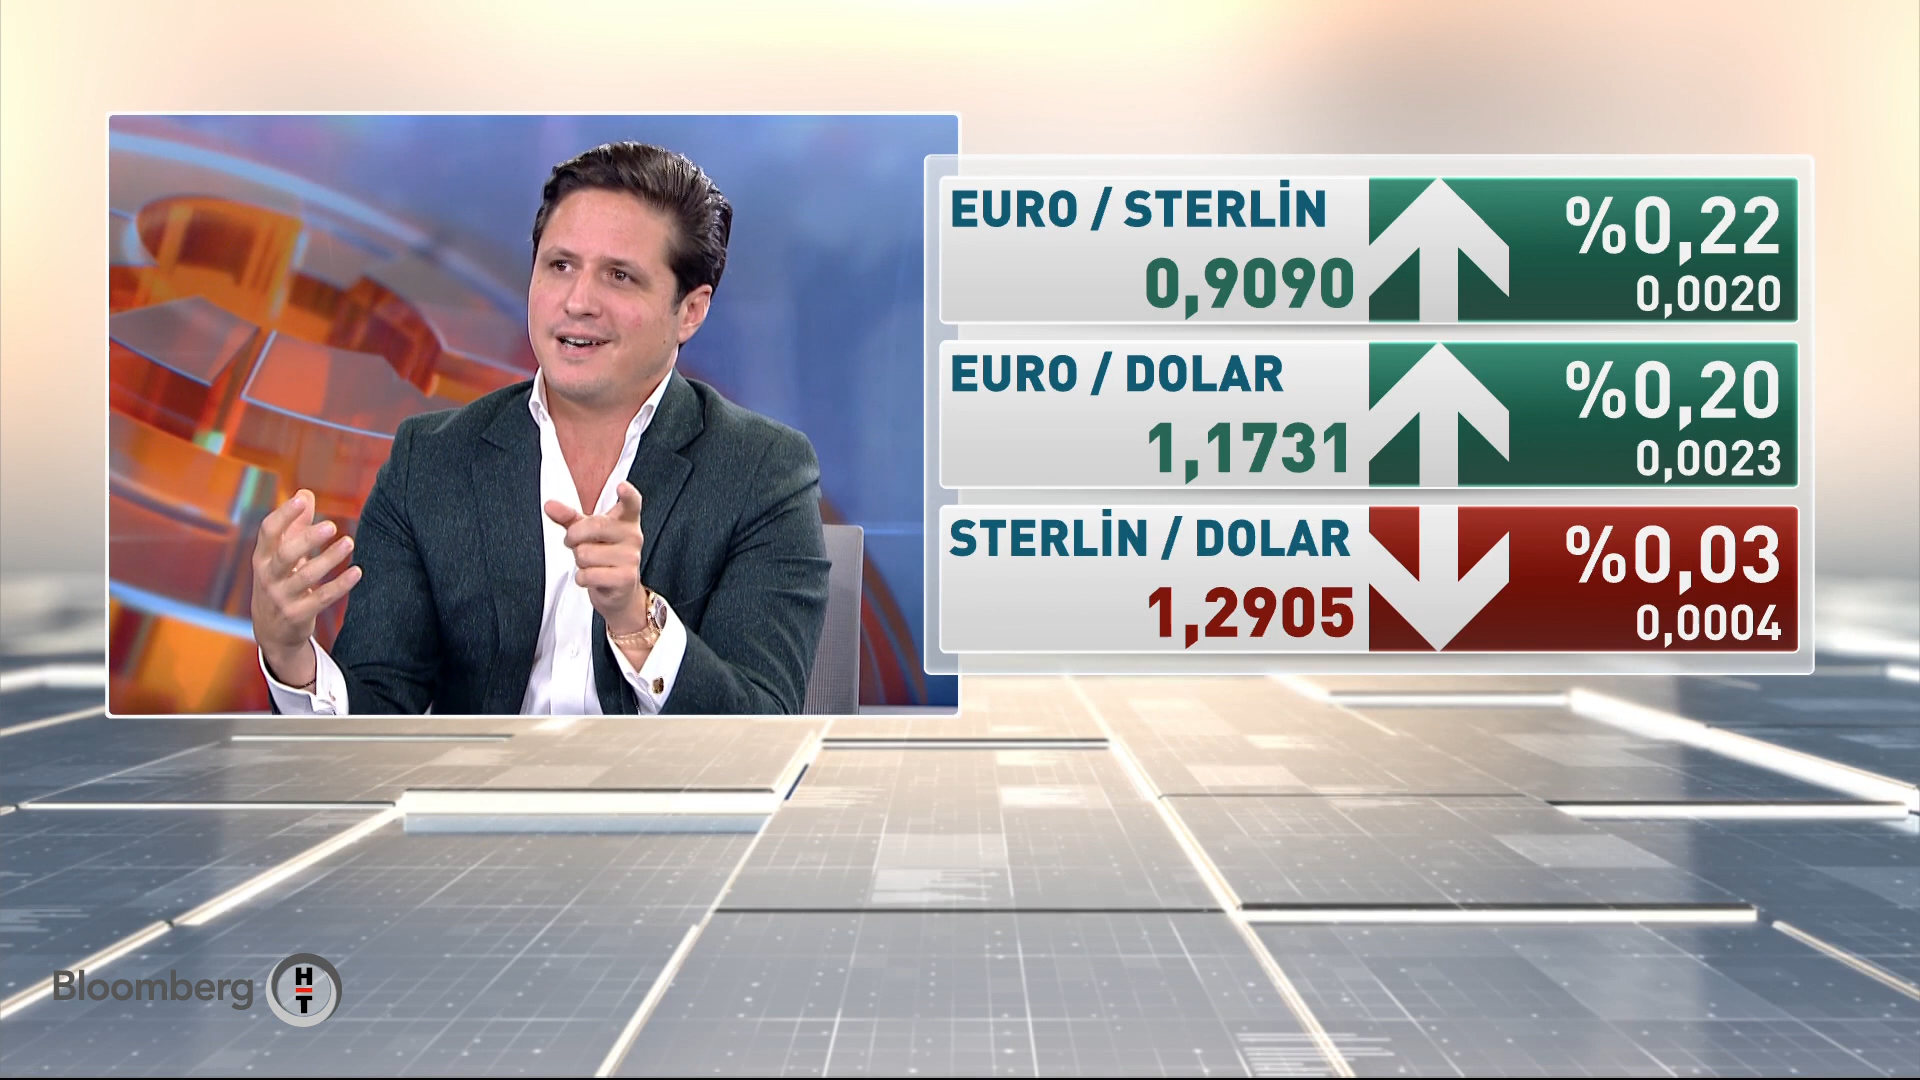 EURO / STERLİN
0,9090
%0,22
0,0020
EURO / DOLAR
1,1731
%0,20
0,0023
STERLİN / DOLAR
1,2905
%0,03
0,0004
Bloomberg HT